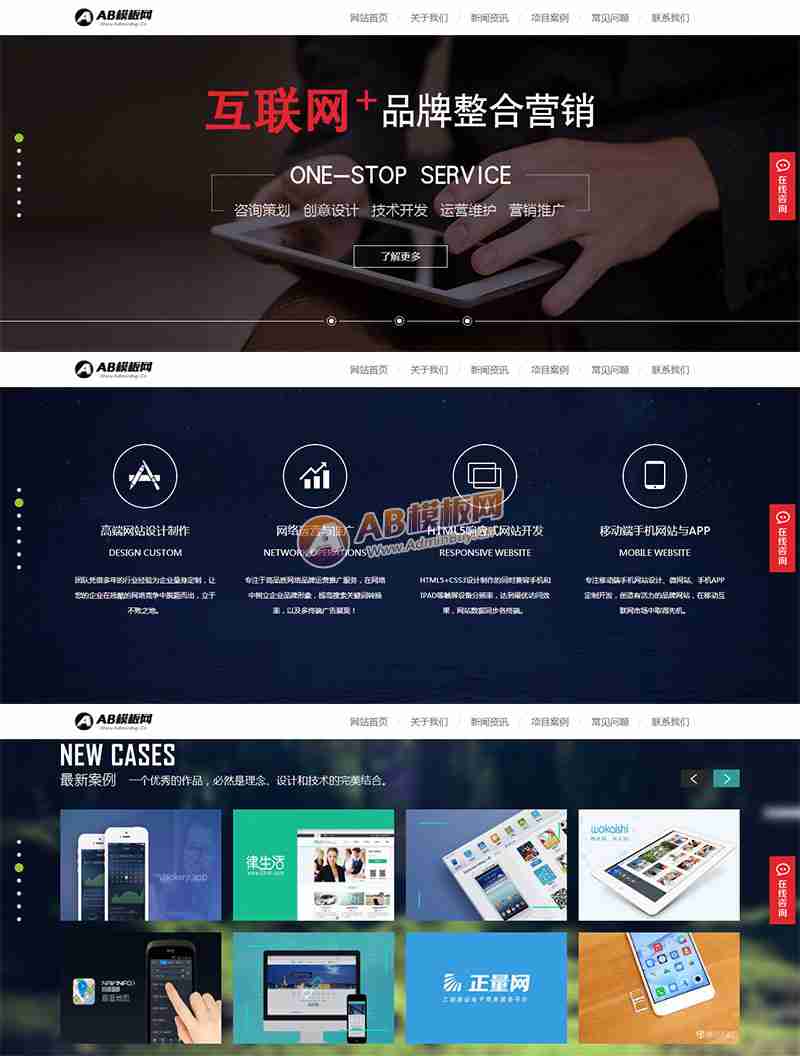 AB模板网
网站首页 关于我们 新闻资讯 项目案例 常见问题 联系我们
互联网+品牌整合营销
ONE-STOP SERVICE
咨询策划 创意设计 技术开发 运营维护 营销推广
了解更多
在线咨询
AB模板网
网站首页 关于我们 新闻资讯 项目案例 常见问题 联系我们
高端网站设计制作
DESIGN CUSTOM
团队凭借多年的行业经验为企业量身定制，让
您的企业在残酷的网络竞争中脱颖而出，立于
不败之地。
网络运营与推广
NETWORK OPERATIONS
专注于高品质网络品牌运营推广服务，在网络
中树立企业品牌形象，提高搜索关键词转换
率，以及多终端广告展现！
HTML5响应式网站开发
RESPONSIVE WEBSITE
HTML5+CSS3设计制作的同时兼容手机和
IPAD等触屏设备分辨率，达到最优访问效
果，网站数据同步各终端。
移动端手机网站与APP
MOBILE WEBSITE
专注移动端手机网站设计、微网站、手机APP
定制开发，创造有活力的品牌网站，在移动互
联网市场中取得先机。
AB模板网
www.AdminBuy.Cn
在线咨询
AB模板网
网站首页 关于我们 新闻资讯 项目案例 常见问题 联系我们
NEW CASES
最新案例 一个优秀的作品，必然是理念、设计和技术的完美结合。
律生活
wokaishi
在线咨询
NAVINFO
正量网